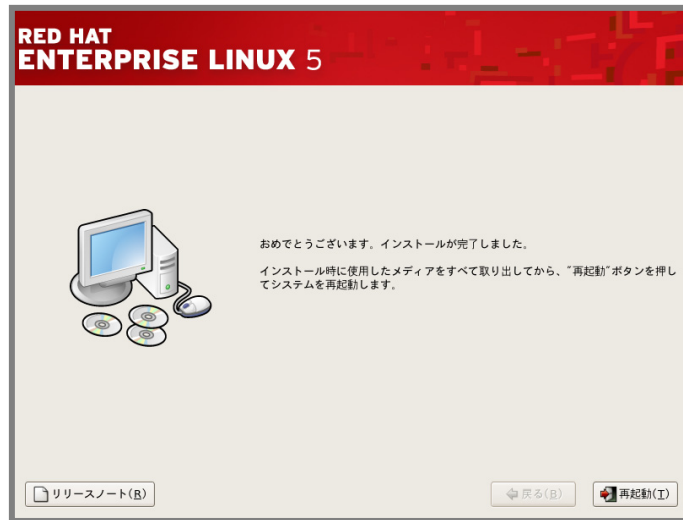 RED HAT
ENTERPRISE LINUX 5
おめでとうございます。インストールが完了しました。
インストール時に使用したメディアをすべて取り出してから、"再起動"ボタンを押し
てシステムを再起動します。
リリースノート(R)
戻る(B)
再起動(T)